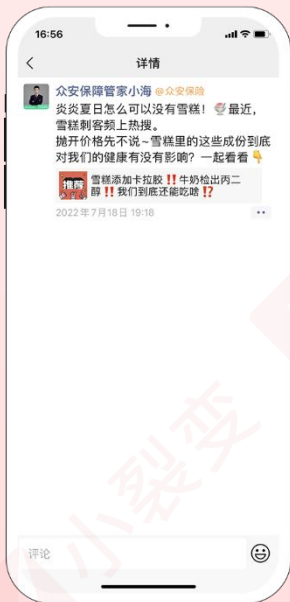 16:56
详情
众安保障管家小海 @众安保险
炎炎夏日怎么可以没有雪糕！🍧最近，
雪糕刺客频上热搜。
抛开价格先不说~雪糕里的这些成份到底
对我们的健康有没有影响？一起看看👇
推荐
雪糕添加卡拉胶‼️牛奶检出丙二
醇‼️我们到底还能吃啥⁉️
2022年7月18日 19:18
小裂变
评论